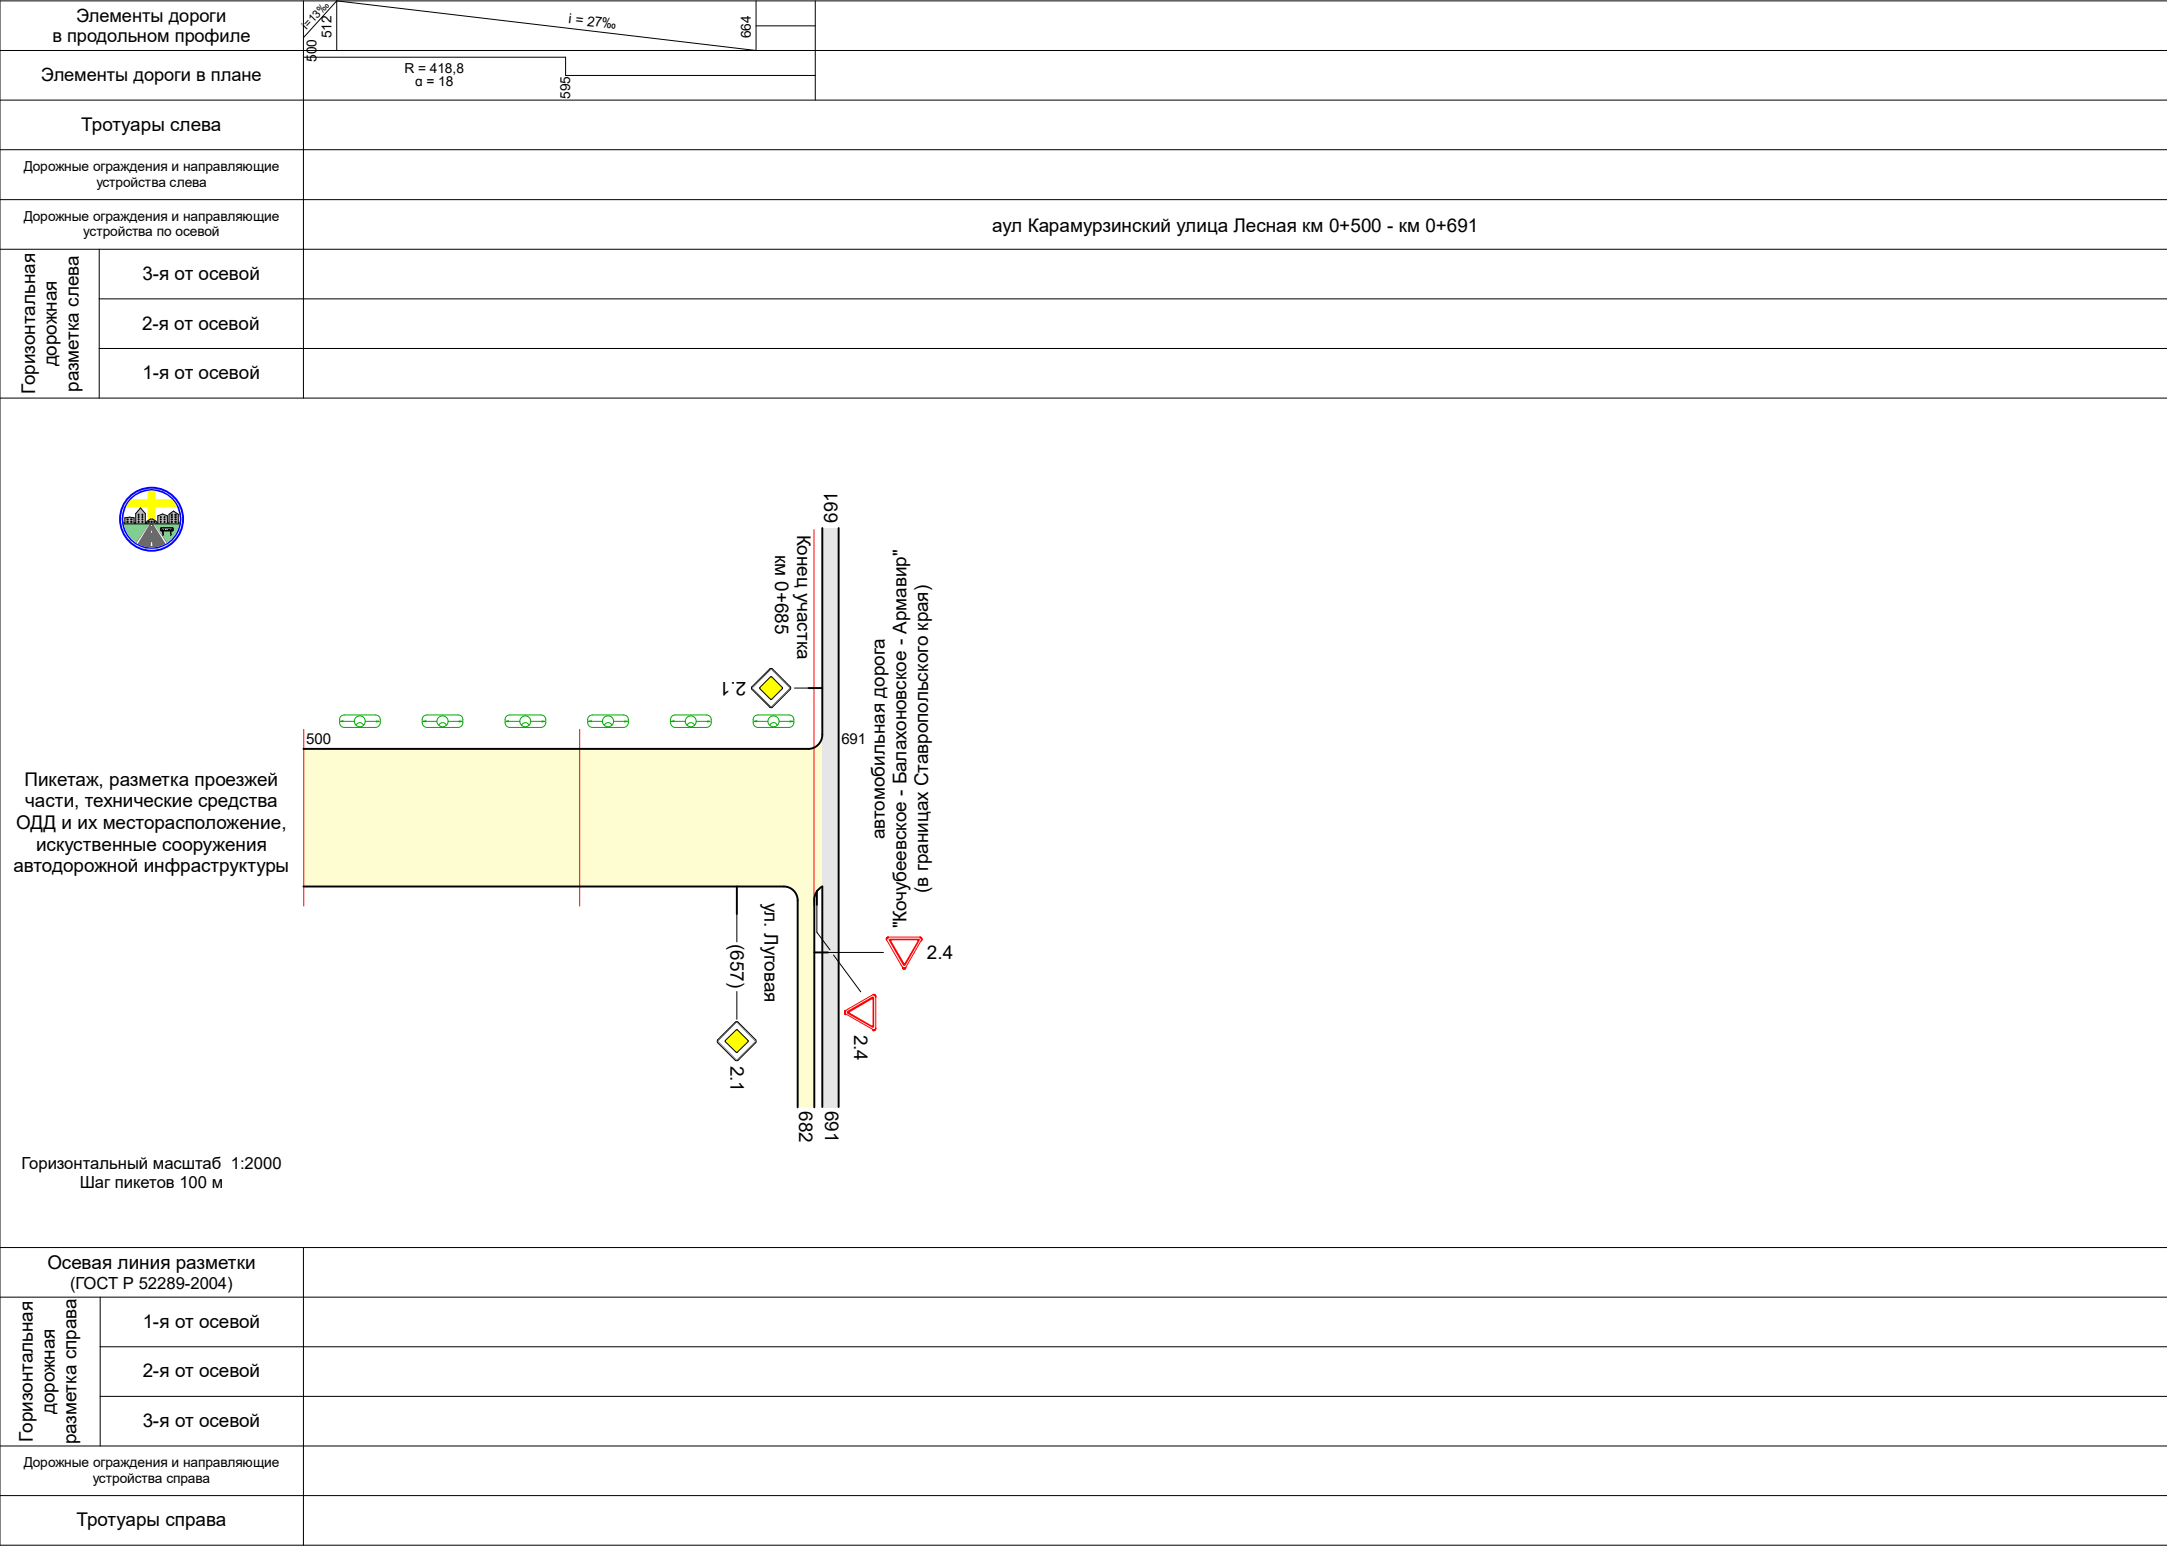 Элементы дороги
в продольном профиле
i= 13‰
500
512
i = 27‰
664
Элементы дороги в плане
R = 418,8
α = 18
595
Тротуары слева
Дорожные ограждения и направляющие
устройства слева
Дорожные ограждения и направляющие
устройства по осевой
аул Карамурзинский улица Лесная км 0+500 - км 0+691
Горизонтальная
дорожная
разметка слева
3-я от осевой
2-я от осевой
1-я от осевой
691
Конец участка
км 0+685
2.1
500
691
автомобильная дорога
"Кочубеевское - Балахоновское - Армавир"
(в границах Ставропольского края)
Пикетаж, разметка проезжей
части, технические средства
ОДД и их месторасположение,
искуственные сооружения
автодорожной инфраструктуры
ул. Луговая
(657)
2.1
2.4
2.4
682
691
Горизонтальный масштаб 1:2000
Шаг пикетов 100 м
Осевая линия разметки
(ГОСТ Р 52289-2004)
Горизонтальная
дорожная
разметка справа
1-я от осевой
2-я от осевой
3-я от осевой
Дорожные ограждения и направляющие
устройства справа
Тротуары справа